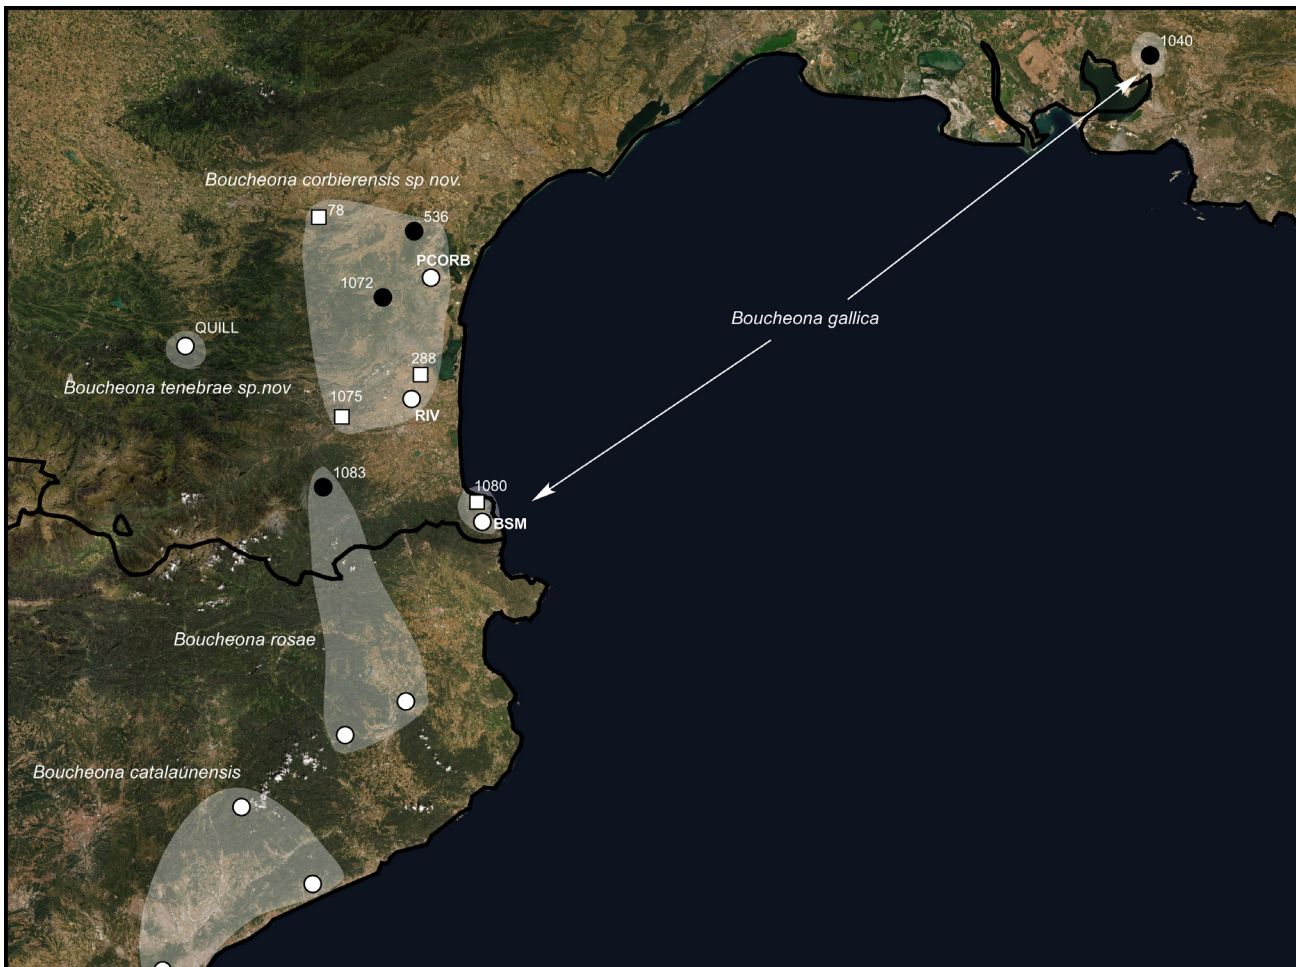 1040
Boucheona corbierensis sp nov.
78
536
PCORB
1072
Boucheona gallica
QUILL
288
Boucheona tenebrae sp.nov
1075
RIV
1083
1080
BSM
Boucheona rosae
Boucheona catalaunensis